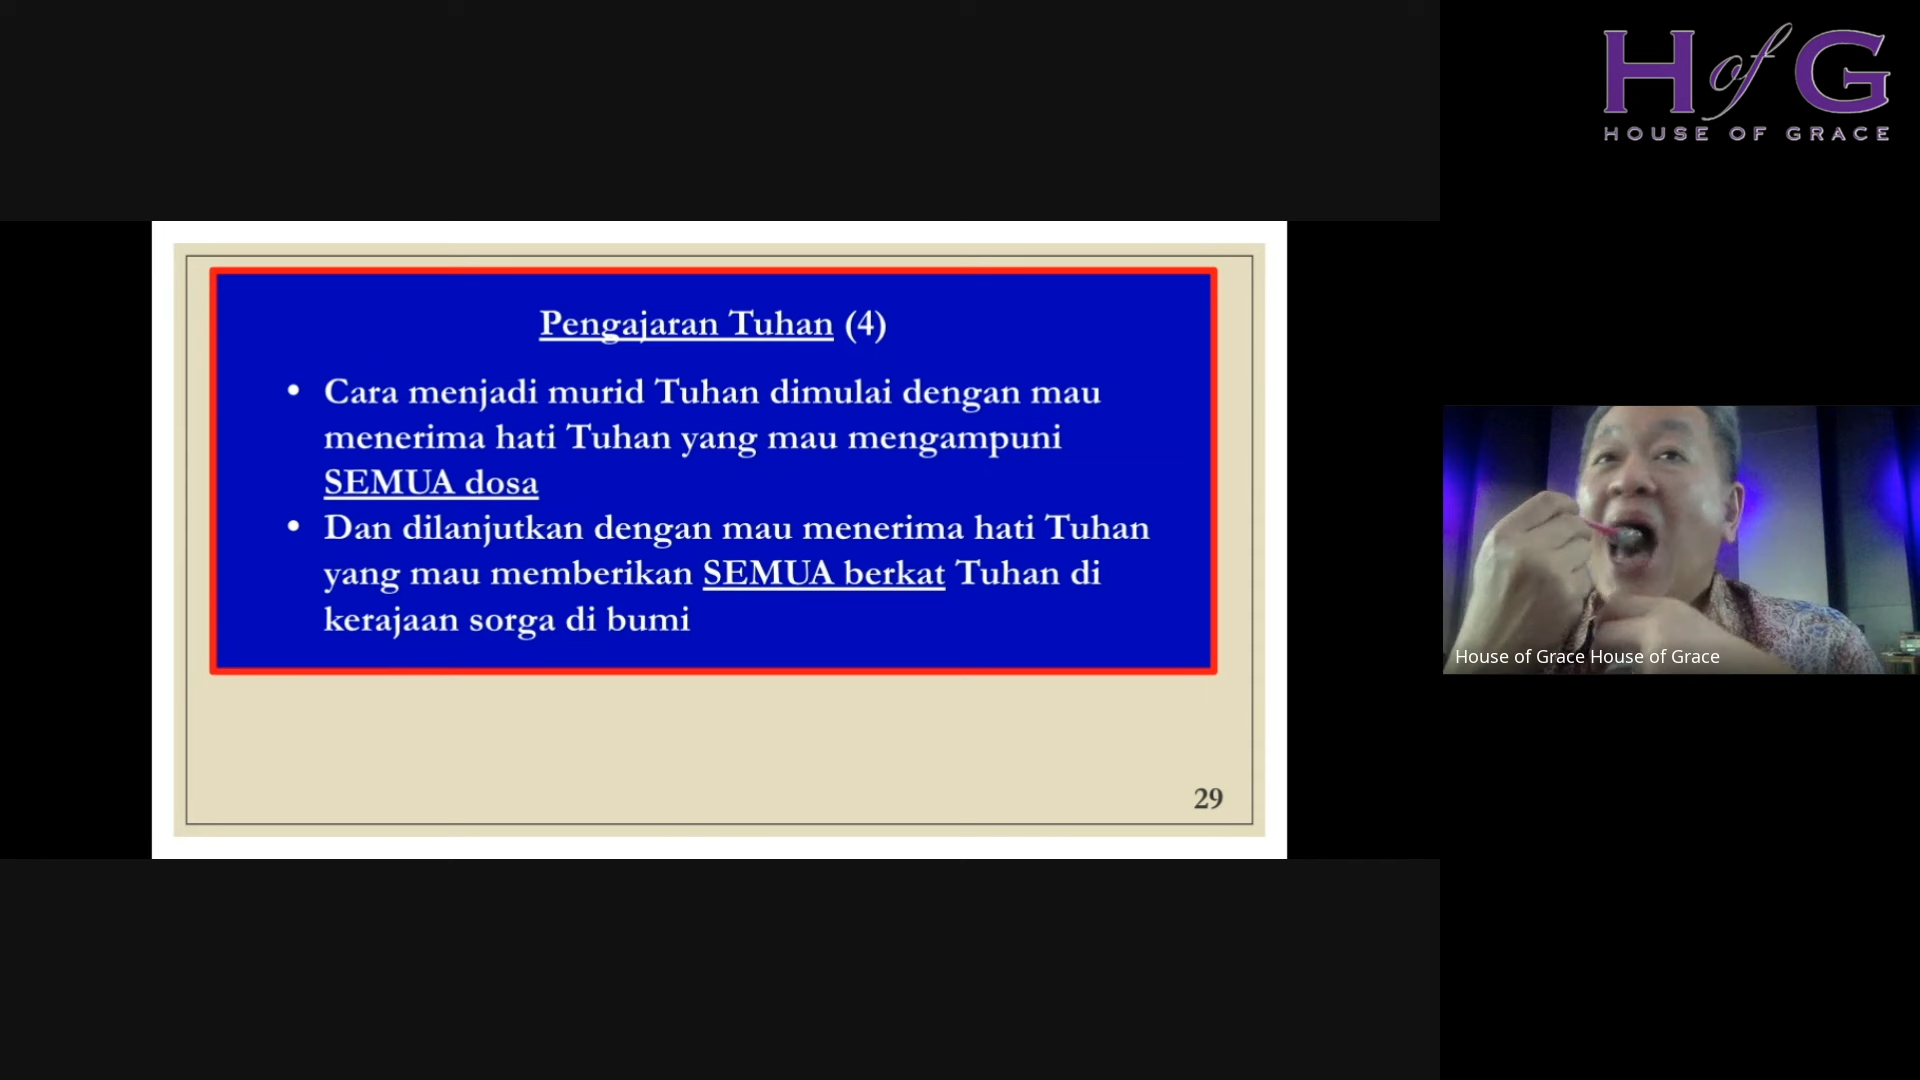 H of G
HOUSE OF GRACE
Pengajaran Tuhan (4)
• Cara menjadi murid Tuhan dimulai dengan mau
menerima hati Tuhan yang mau mengampuni
SEMUA dosa
• Dan dilanjutkan dengan mau menerima hati Tuhan
yang mau memberikan SEMUA berkat Tuhan di
kerajaan sorga di bumi
29
House of Grace House of Grace